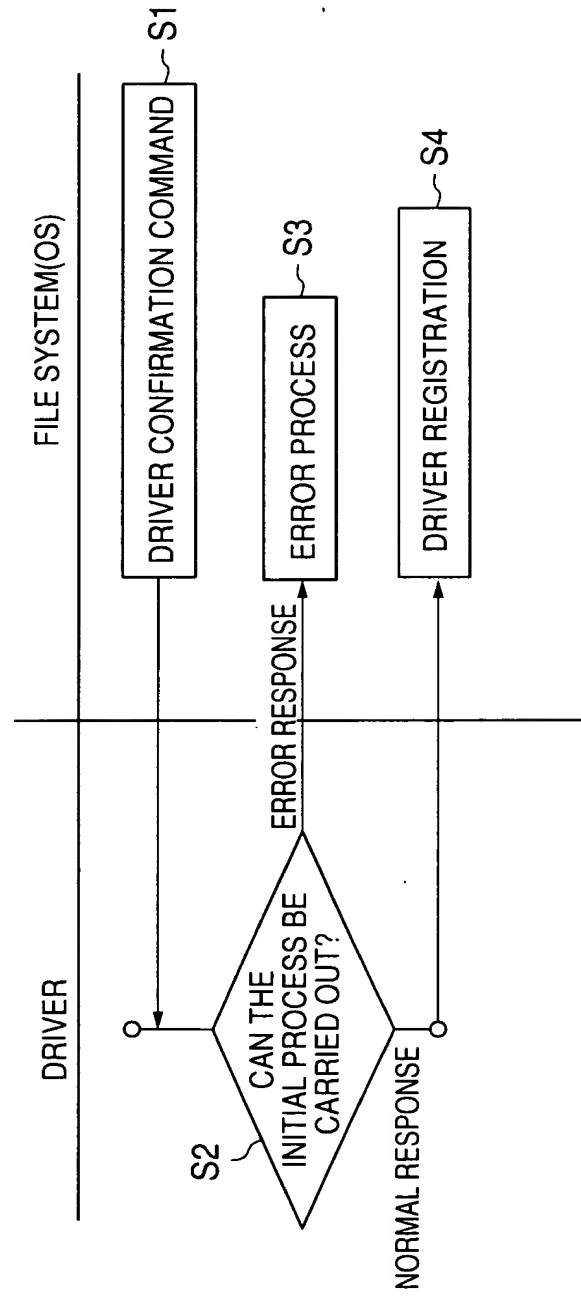 DRIVER
FILE SYSTEM(OS)
DRIVER CONFIRMATION COMMAND
S1
S2
CAN THE
INITIAL PROCESS BE
CARRIED OUT?
ERROR RESPONSE
ERROR PROCESS
S3
NORMAL RESPONSE
DRIVER REGISTRATION
S4